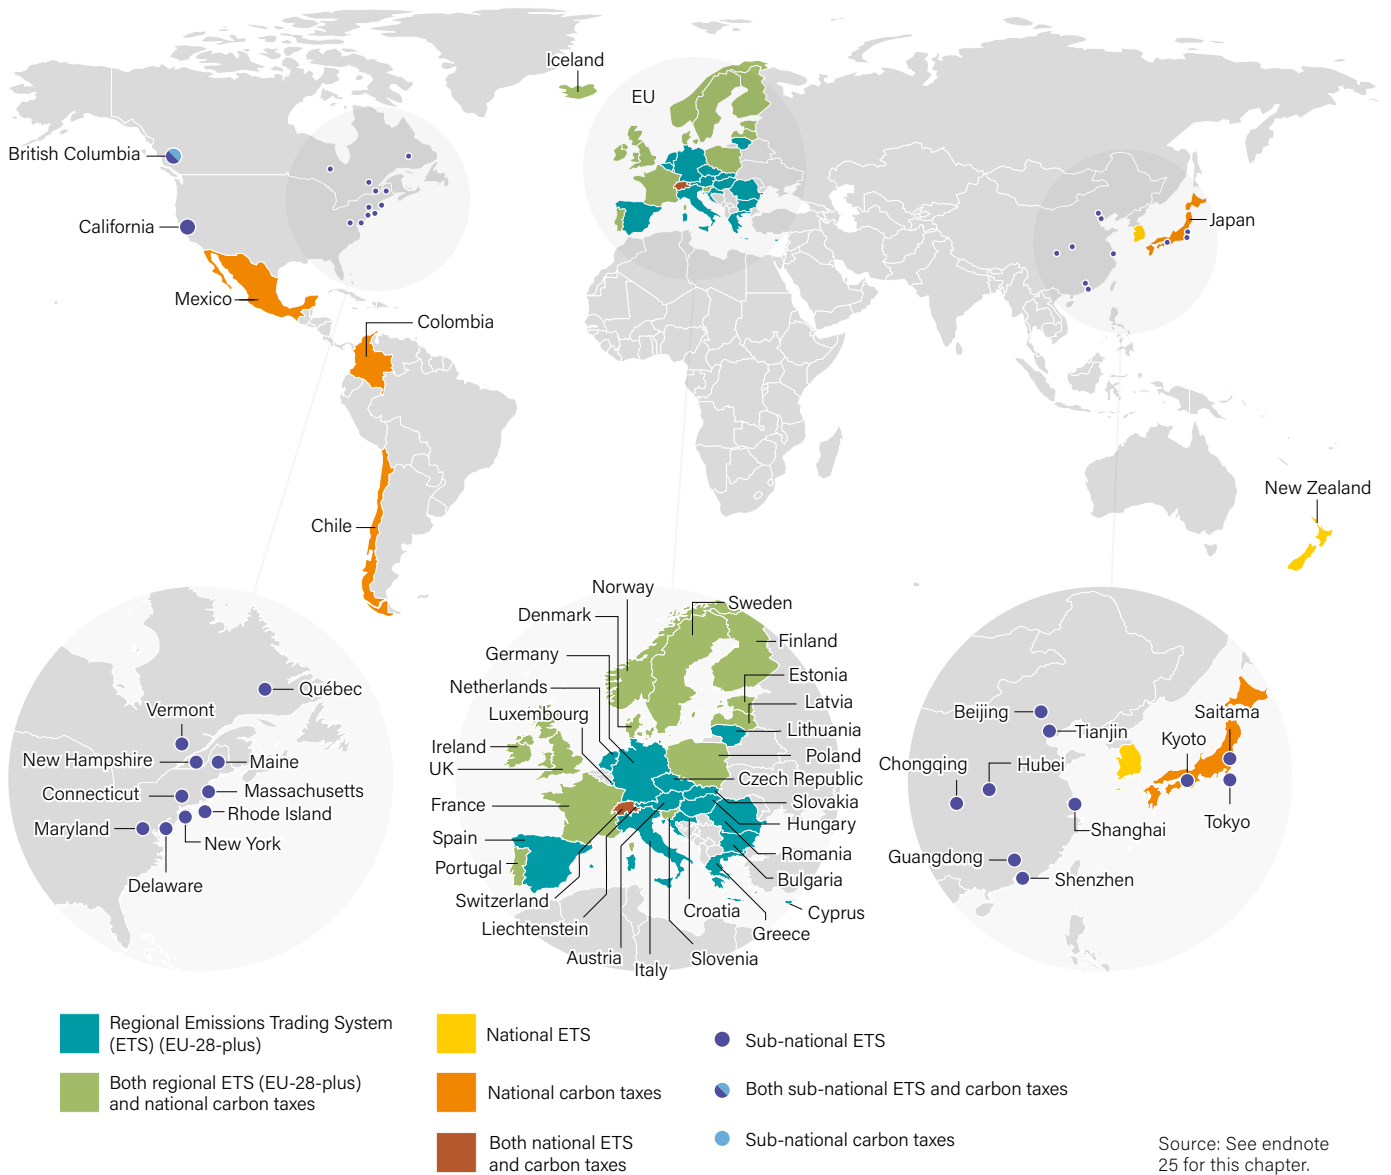 Iceland
EU
British Columbia
California
Mexico
Colombia
Chile
Japan
New Zealand
Québec
Vermont
New Hampshire
Maine
Connecticut
Massachusetts
Rhode Island
Maryland
New York
Delaware
Norway
Sweden
Denmark
Finland
Germany
Estonia
Netherlands
Latvia
Luxembourg
Lithuania
Ireland
Poland
UK
Czech Republic
France
Slovakia
Hungary
Spain
Romania
Portugal
Bulgaria
Switzerland
Croatia
Cyprus
Liechtenstein
Greece
Austria
Slovenia
Italy
Beijing
Saitama
Tianjin
Kyoto
Chongqing
Hubei
Shanghai
Tokyo
Guangdong
Shenzhen
Regional Emissions Trading System
(ETS) (EU-28-plus)
Both regional ETS (EU-28-plus)
and national carbon taxes
National ETS
National carbon taxes
Both national ETS
and carbon taxes
Sub-national ETS
Both sub-national ETS and carbon taxes
Sub-national carbon taxes
Source: See endnote
25 for this chapter.